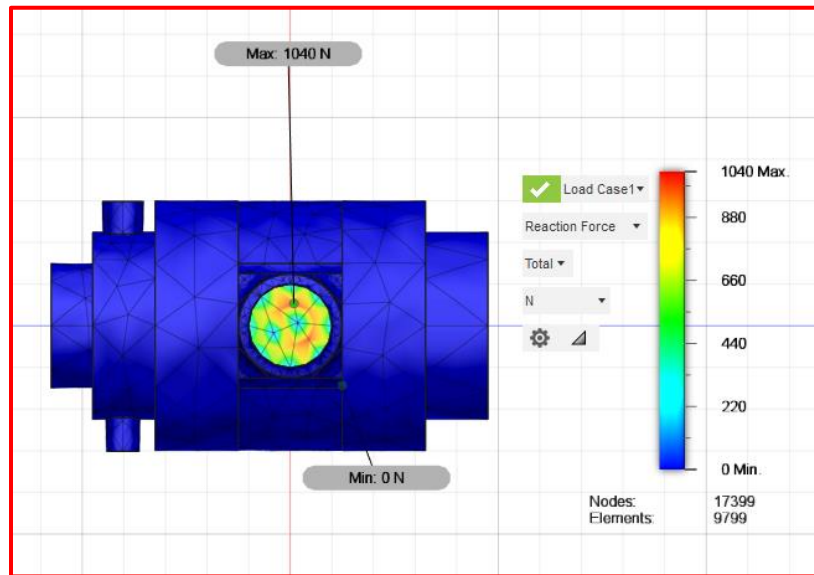 Max: 1040 N
Min: 0 N
Load Case1
Reaction Force
Total
N
1040 Max.
880
660
440
220
0 Min.
Nodes: 17399
Elements: 9799